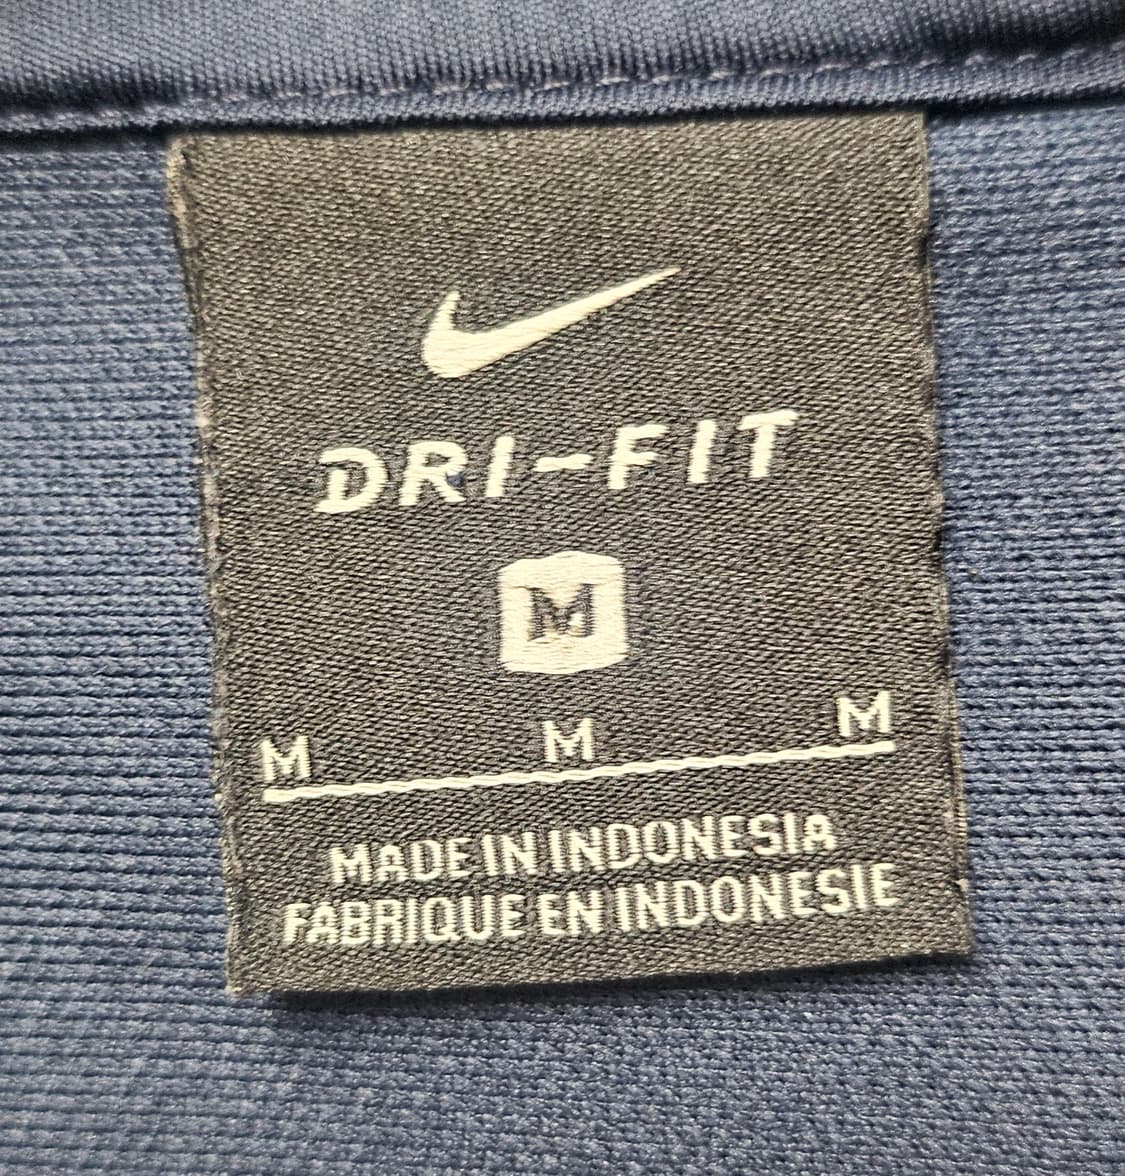 DRI-FIT
M
M M M
MADE IN INDONESIA
FABRIQUE EN INDONESIE